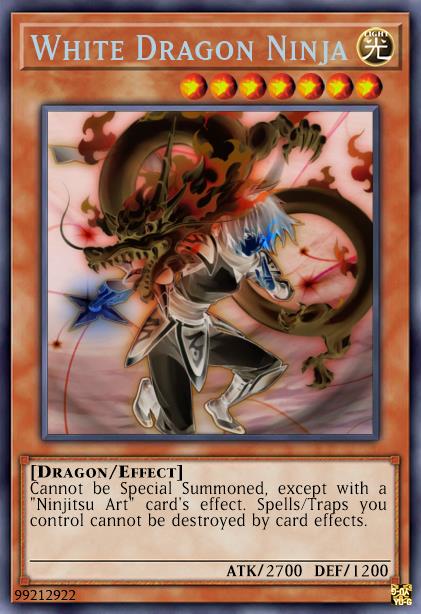 White Dragon Ninja
LIGHT
光
[Dragon/Effect]
Cannot be Special Summoned, except with a
"Ninjitsu Art" card's effect. Spells/Traps you
control cannot be destroyed by card effects.
ATK/2700 DEF/1200
99212922